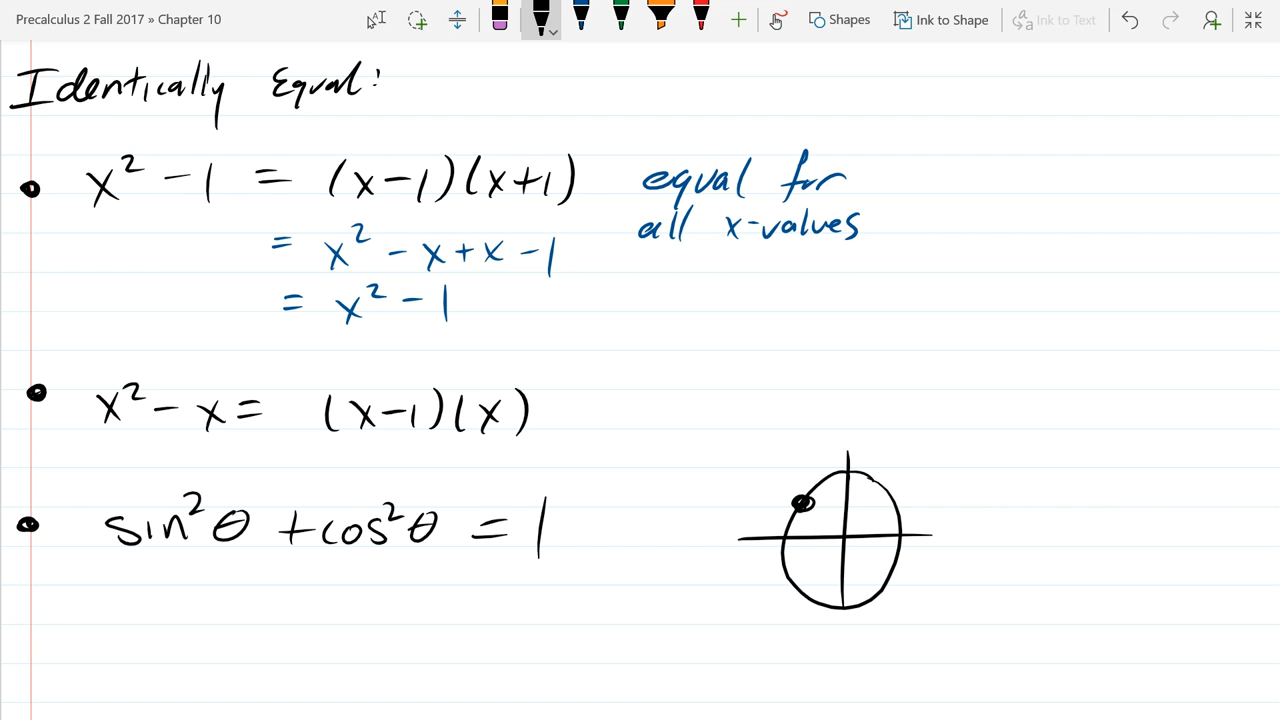 Precalculus 2 Fall 2017 » Chapter 10
Shapes
Ink to Shape
Ink to Text
Identically Equal:
• x² - 1 = (x-1)(x+1) equal for
all x-values
= x² - x + x - 1
= x² - 1
• x² - x = (x-1)(x)
• sin²θ + cos²θ = 1